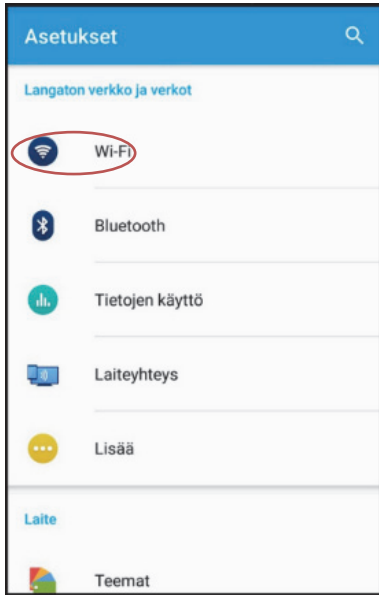 Asetukset
Langaton verkko ja verkot
Wi-Fi
Bluetooth
Tietojen käyttö
Laiteyhteys
Lisää
Laite
Teemat